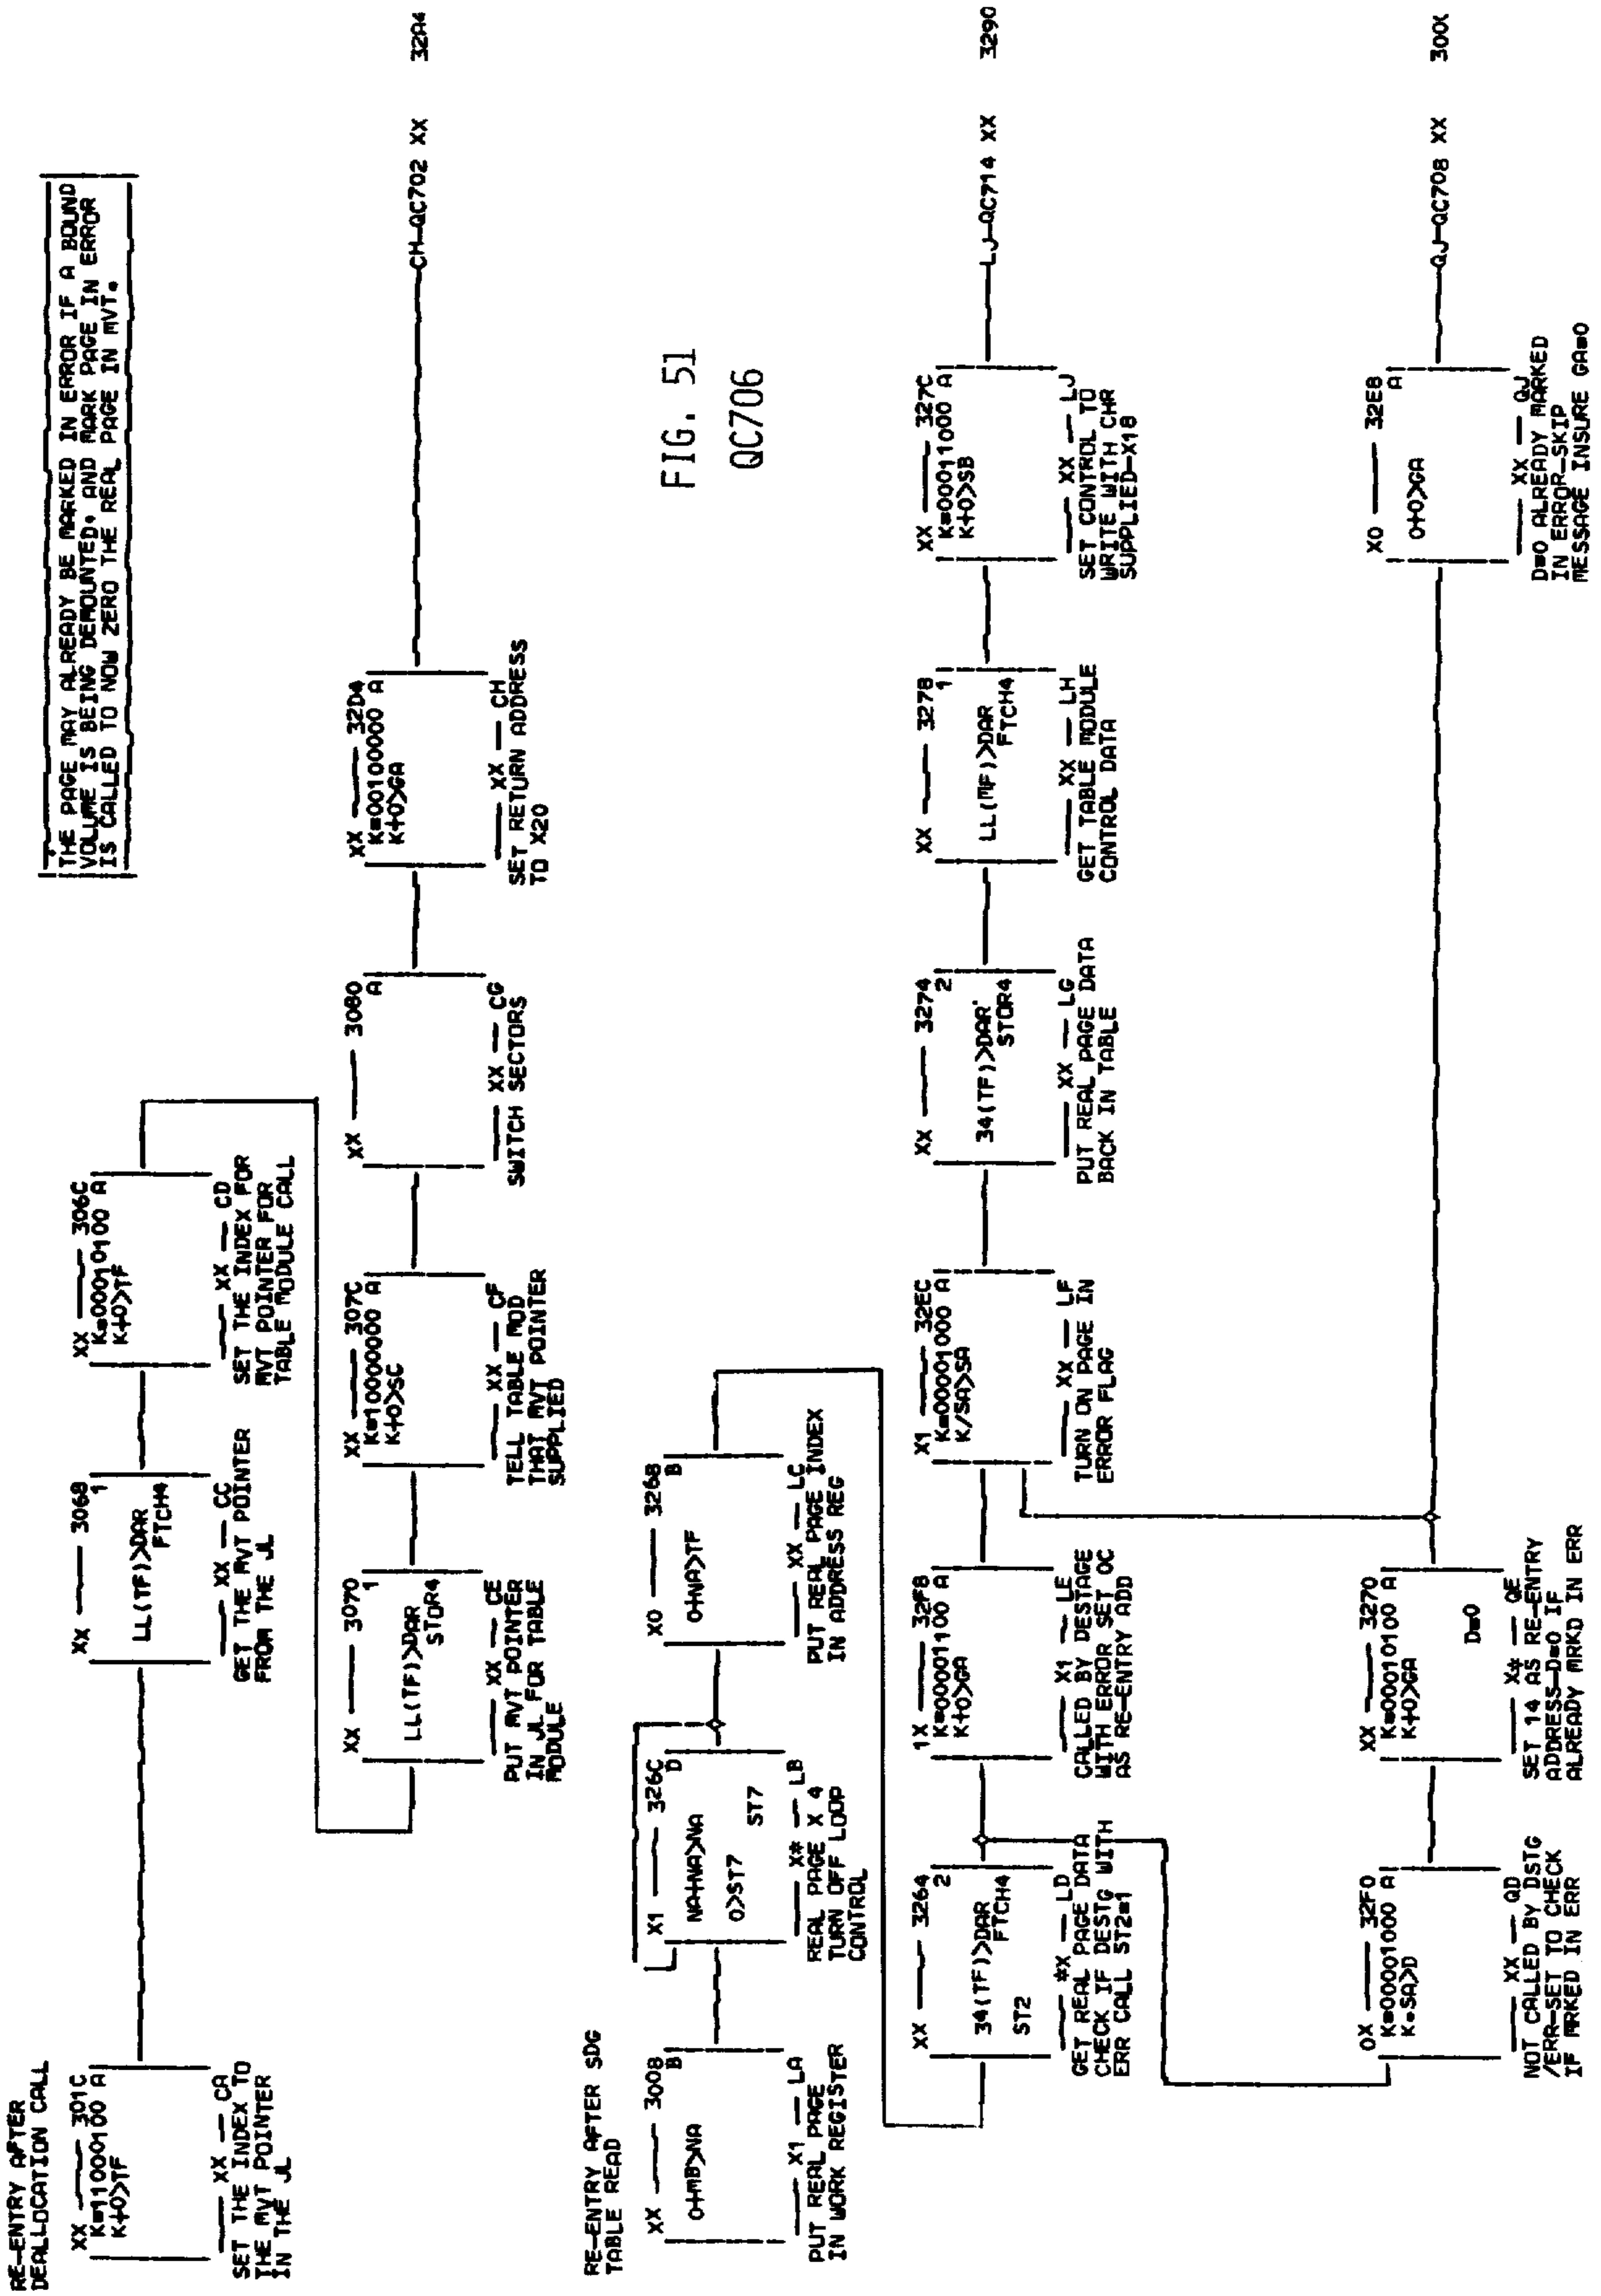 THE PAGE MAY ALREADY BE MARKED IN ERROR IF A BOUND
VOLUME IS BEING DEMOUNTED, AND MARK PAGE IN ERROR
IS CALLED TO NOW ZERO THE REAL PAGE IN MVT.
RE-ENTRY AFTER
DEALLOCATION CALL
XX 301C
K=11000100 A
K+0>TF
XX — CA
SET THE INDEX TO
THE MVT POINTER
IN THE JL
XX 3068
1
LL(TF)>DAR
FTCH4
XX — CC
GET THE MVT POINTER
FROM THE JL
XX 306C
K=00010100 A
K+0>TF
XX — CD
SET THE INDEX FOR
MVT POINTER FOR
TABLE MODULE CALL
XX 3070
1
LL(TF)>DAR
STOR4
XX — CE
PUT MVT POINTER
IN JL FOR TABLE
MODULE
XX 307C
K=10000000 A
K+0>SC
XX — CF
TELL TABLE MOD
THAT MVT POINTER
SUPPLIED
XX 3080
A
XX — CG
SWITCH SECTORS
XX 32D4
K=00100000 A
K+0>GA
XX — CH
SET RETURN ADDRESS
TO X20
CH-QC702 XX 32A4
FIG. 51
QC706
RE-ENTRY AFTER SDG
TABLE READ
XX 3008
B
0+MB>NA
X1 — LA
PUT REAL PAGE
IN WORK REGISTER
X1 326C
D
NA+NA>NA
0>ST7
ST7
X* — LB
REAL PAGE X 4
TURN OFF LOOP
CONTROL
X0 3268
B
0+NA>TF
XX — LC
PUT REAL PAGE INDEX
IN ADDRESS REG
XX 3264
2
34(TF)>DAR
FTCH4
ST2
*X — LD
GET REAL PAGE DATA
CHECK IF DESTG WITH
ERR CALL ST2=1
1X 32F8
K=00001100 A
K+0>GA
X1 — LE
CALLED BY DESTAGE
WITH ERROR SET OC
AS RE-ENTRY ADD
X1 32EC
K=00001000 A
K/SA>SA
XX — LF
TURN ON PAGE IN
ERROR FLAG
XX 3274
2
34(TF)>DAR
STOR4
XX — LG
PUT REAL PAGE DATA
BACK IN TABLE
XX 3278
1
LL(MF)>DAR
FTCH4
XX — LH
GET TABLE MODULE
CONTROL DATA
XX 327C
K=00011000 A
K+0>SB
XX — LJ
SET CONTROL TO
WRITE WITH CHR
SUPPLIED-X18
LJ-QC714 XX 3290
0X 32F0
K=00001000 A
K.SA>D
XX — QD
NOT CALLED BY DSTG
/ERR-SET TO CHECK
IF MRKED IN ERR
XX 3270
K=00010100 A
K+0>GA
D=0
X* — QE
SET 14 AS RE-ENTRY
ADDRESS-D=0 IF
ALREADY MRKD IN ERR
X0 32E8
A
0+0>GA
XX — QJ
D=0 ALREADY MARKED
IN ERROR-SKIP
MESSAGE INSURE GA=0
QJ-QC708 XX